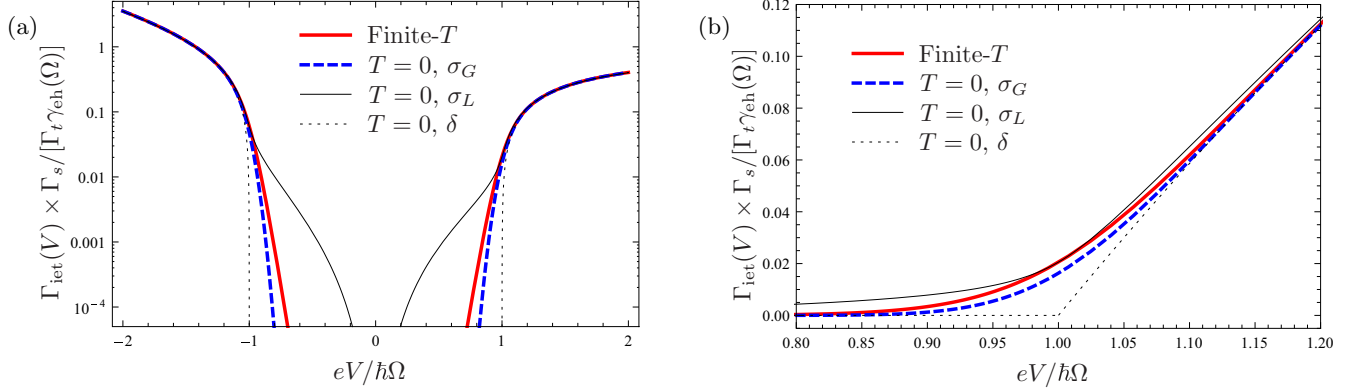 (a)
Γ_iet(V) × Γ_s/[Γ_t γ_eh(Ω)]
1
0.1
0.01
0.001
10⁻⁴
Finite-T
T = 0, σ_G
T = 0, σ_L
T = 0, δ
−2 −1 0 1 2
eV/ℏΩ
(b)
Γ_iet(V) × Γ_s/[Γ_t γ_eh(Ω)]
0.12
0.10
0.08
0.06
0.04
0.02
0.00
Finite-T
T = 0, σ_G
T = 0, σ_L
T = 0, δ
0.80 0.85 0.90 0.95 1.00 1.05 1.10 1.15 1.20
eV/ℏΩ